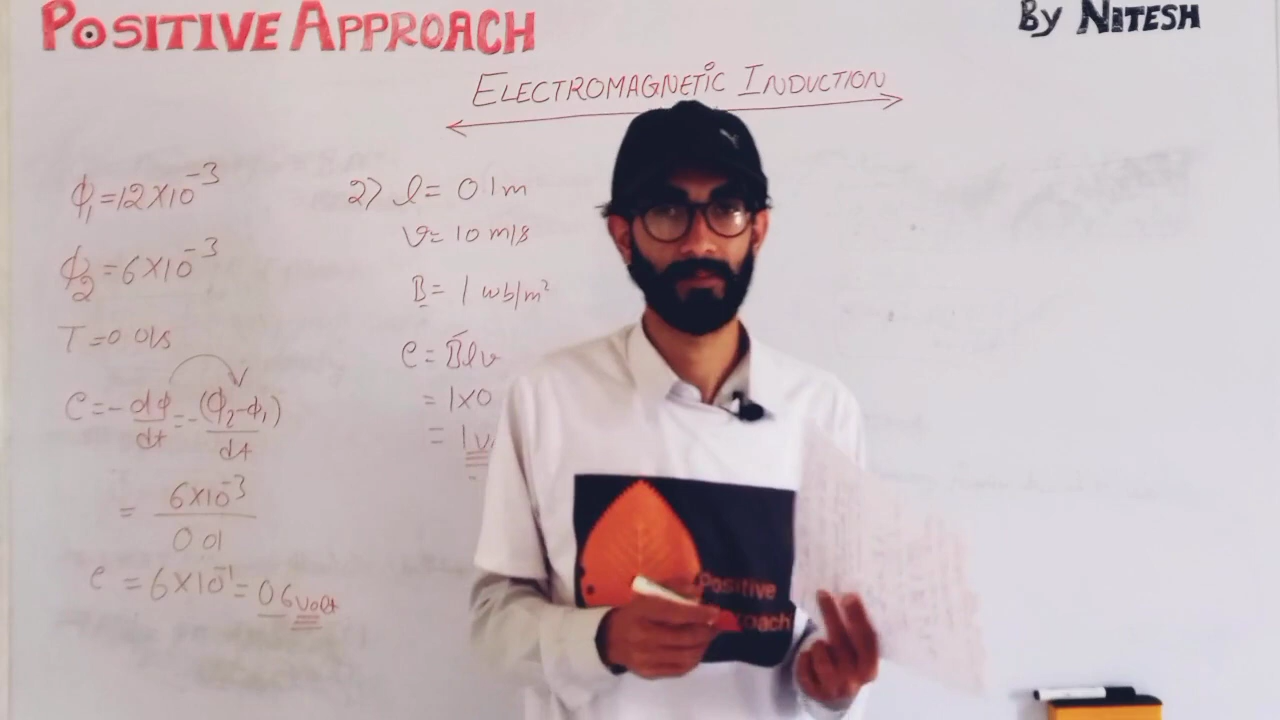 POSITIVE APPROACH
By NITESH
ELECTROMAGNETIC INDUCTION
ϕ₁=12×10⁻³
ϕ₂=6×10⁻³
T=0 01s
e=-dϕ/dt=-(ϕ₂-ϕ₁)/dt
= 6×10⁻³/0 01
e = 6×10⁻¹= 0 6 volt
2) l= 0 1m
v= 10 m/s
B= 1 wb/m²
e= Blv
= 1×0
= 1v
Positive
roach